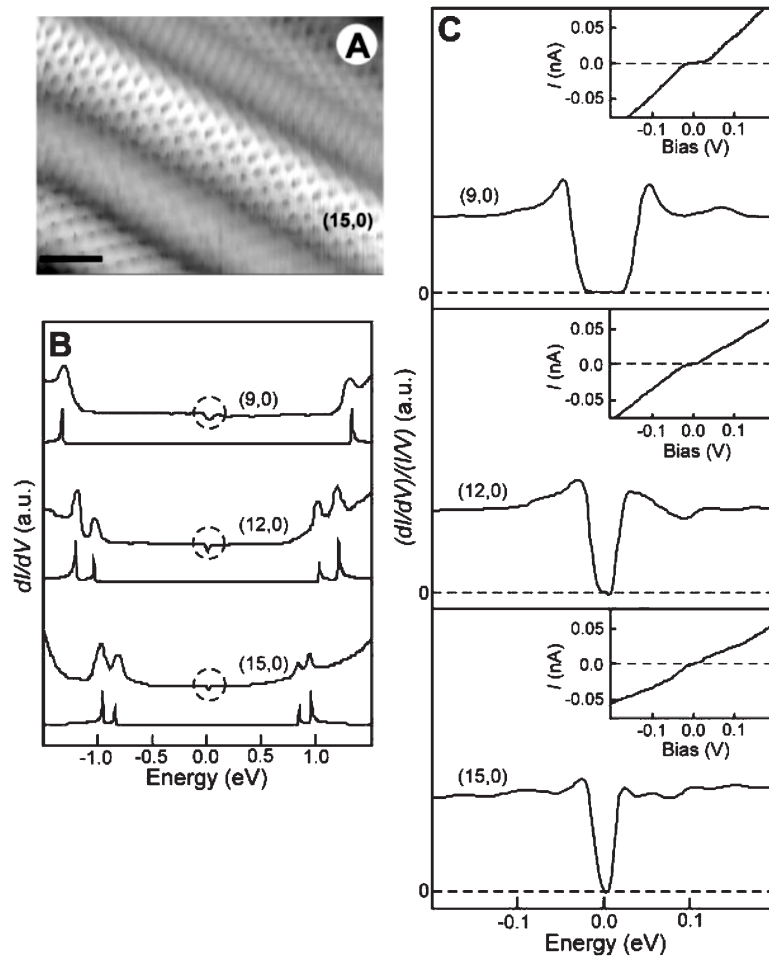 A
(15,0)
B
(9,0)
(12,0)
(15,0)
dI/dV (a.u.)
-1.0 -0.5 0.0 0.5 1.0
Energy (eV)
C
I (nA)
0.05
0.0
-0.05
-0.1 0.0 0.1
Bias (V)
(9,0)
0
I (nA)
0.05
0.0
-0.05
-0.1 0.0 0.1
Bias (V)
(12,0)
0
I (nA)
0.05
0.0
-0.05
-0.1 0.0 0.1
Bias (V)
(15,0)
0
(dI/dV)/(I/V) (a.u.)
-0.1 0.0 0.1
Energy (eV)